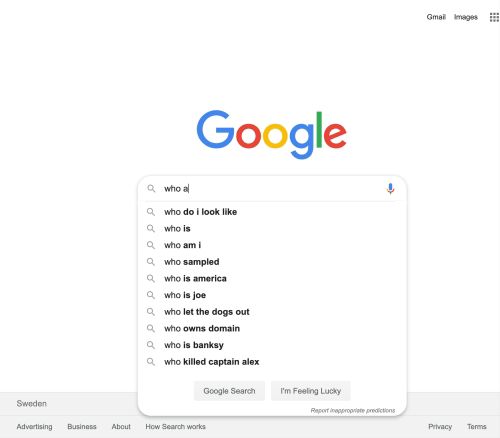 Gmail Images
Google
who a
who do i look like
who is
who am i
who sampled
who is america
who is joe
who let the dogs out
who owns domain
who is banksy
who killed captain alex
Google Search I'm Feeling Lucky
Report inappropriate predictions
Sweden
Advertising Business About How Search works Privacy Terms